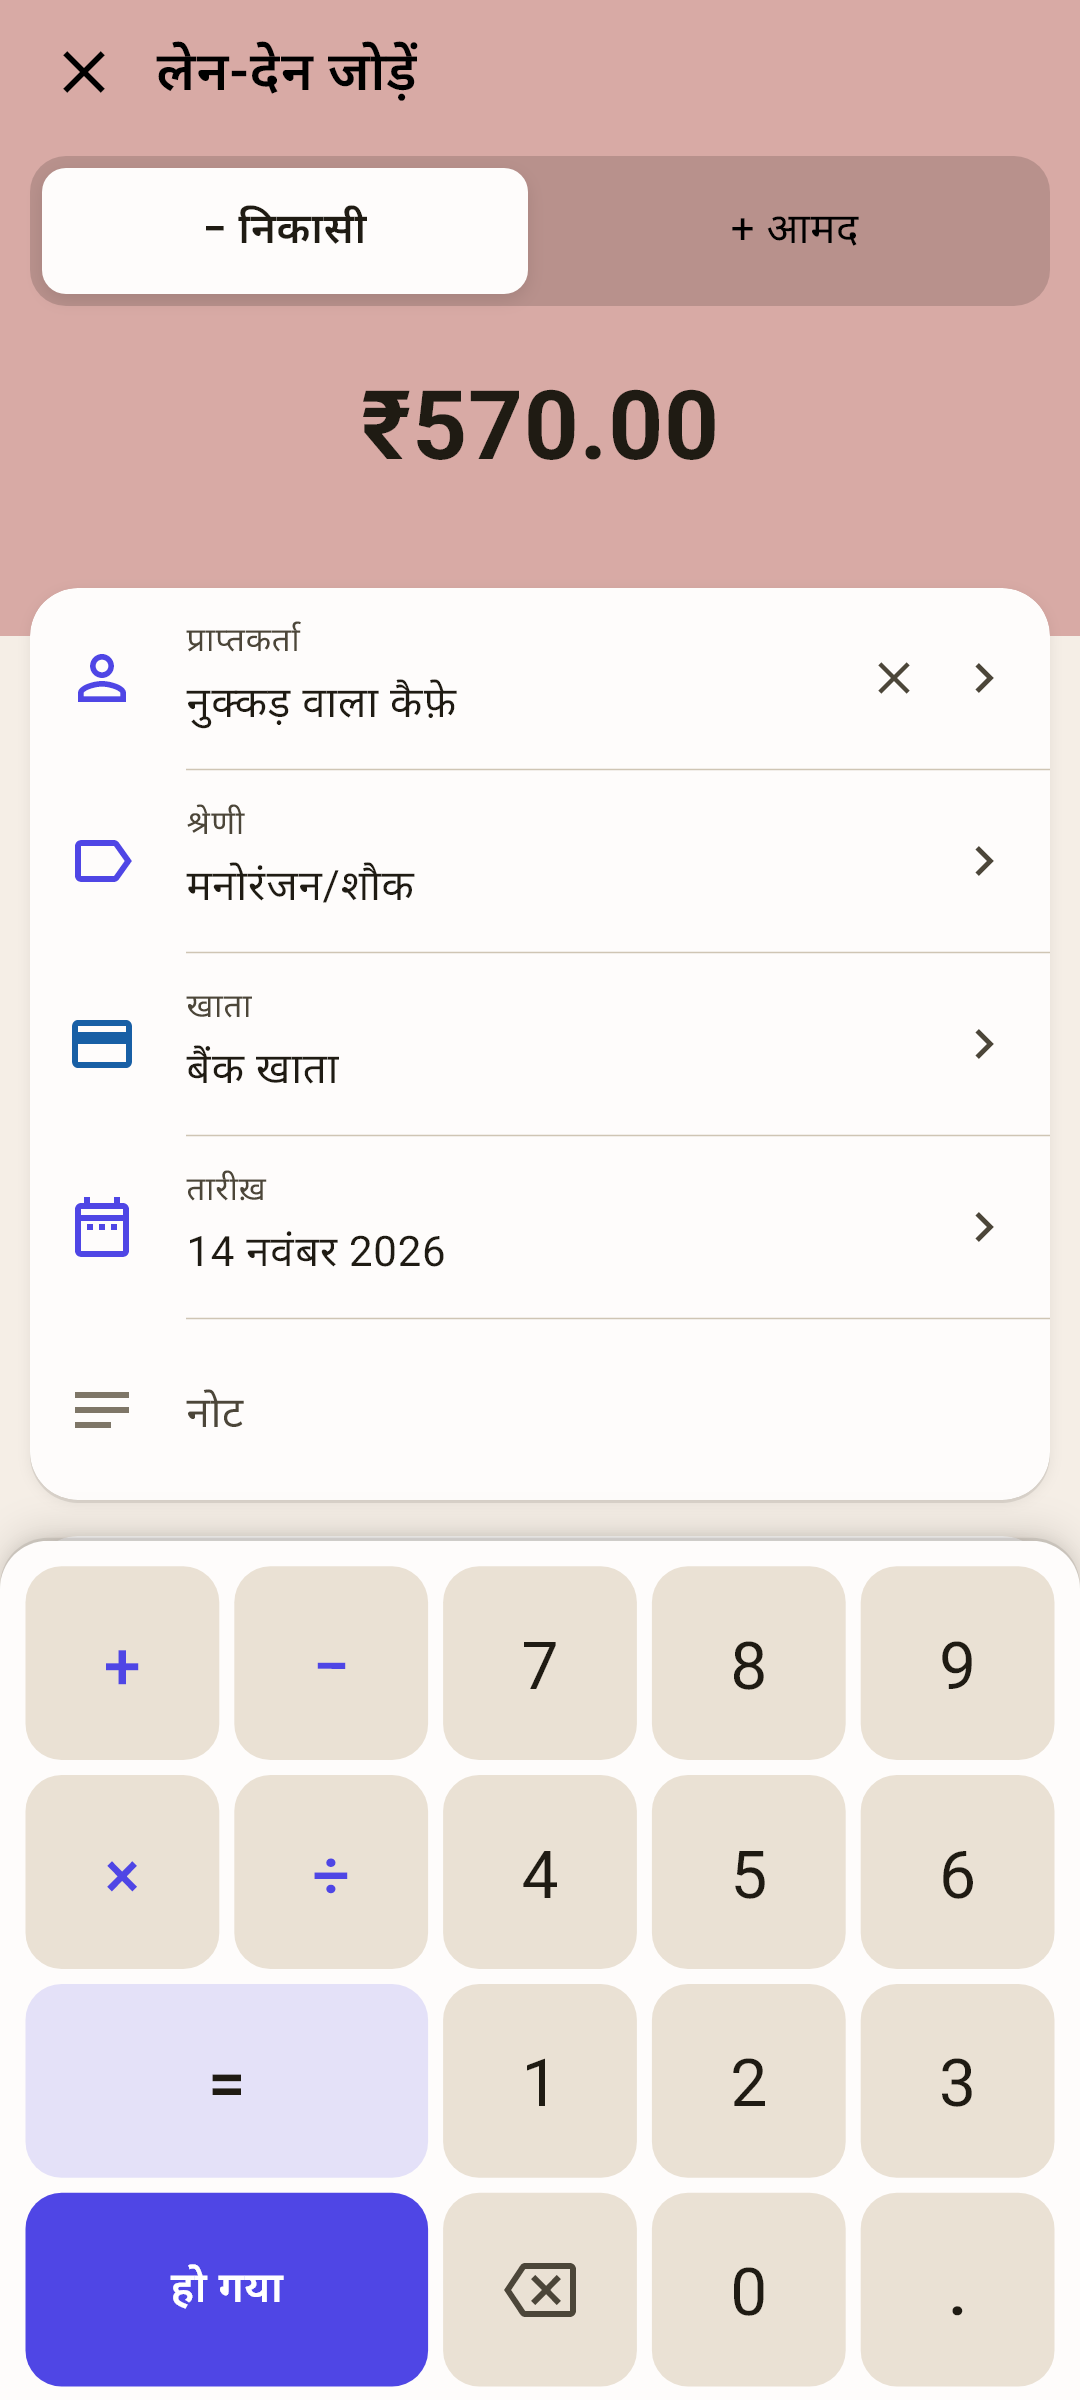 लेन-देन जोड़ें
− निकासी
+ आमद
₹570.00
प्राप्तकर्ता
नुक्कड़ वाला कैफ़े
श्रेणी
मनोरंजन/शौक
खाता
बैंक खाता
तारीख़
14 नवंबर 2026
नोट
+ − 7 8 9
× ÷ 4 5 6
= 1 2 3
हो गया 0 .